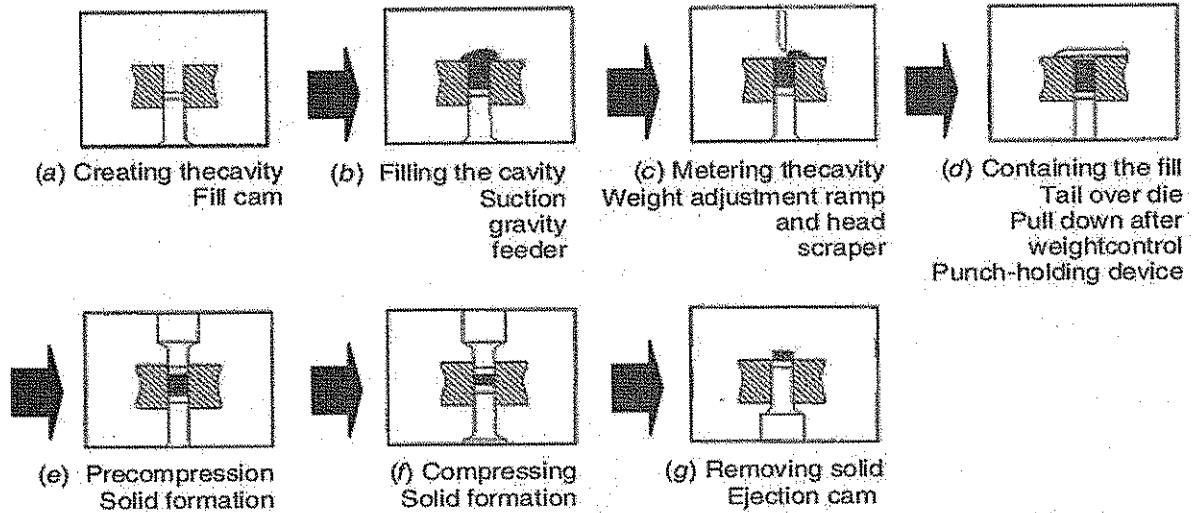 (a) Creating thecavity
Fill cam
(b) Filling the cavity
Suction
gravity
feeder
(c) Metering thecavity
Weight adjustment ramp
and head
scraper
(d) Containing the fill
Tail over die
Pull down after
weightcontrol
Punch-holding device
(e) Precompression
Solid formation
(f) Compressing
Solid formation
(g) Removing solid
Ejection cam